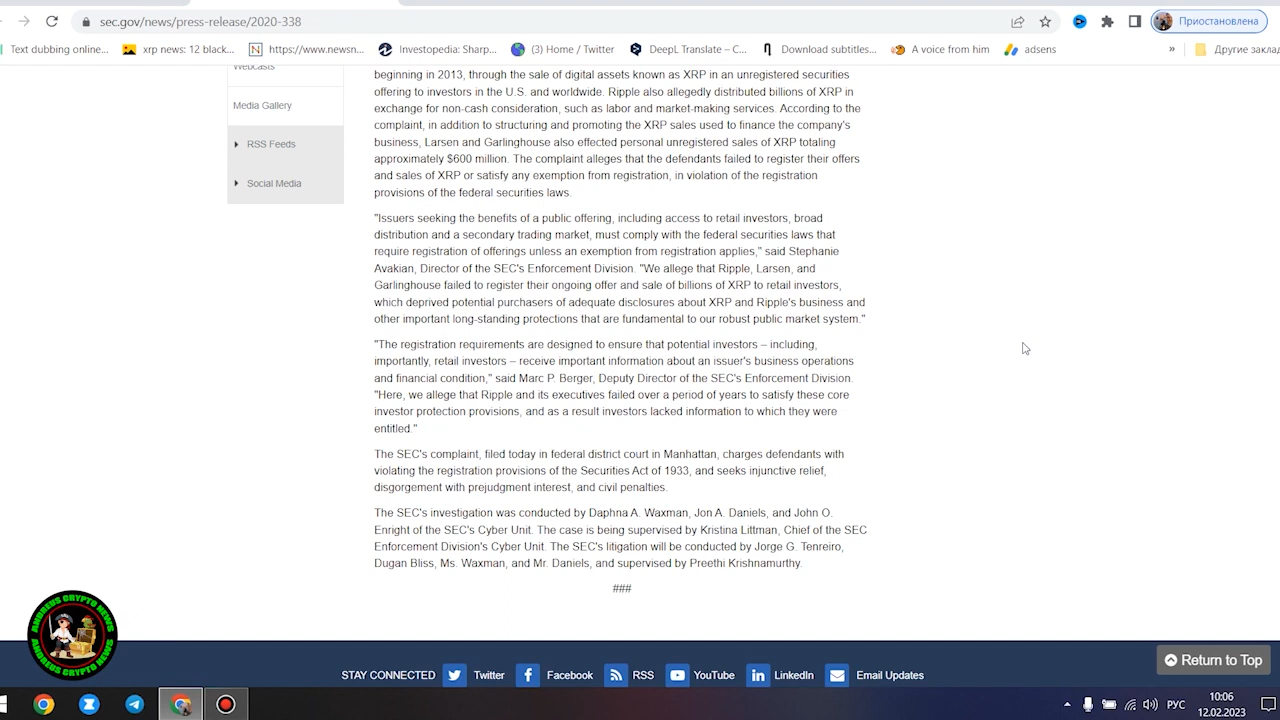 sec.gov/news/press-release/2020-338
Приостановлена
Text dubbing online...
xrp news: 12 black...
https://www.newsn...
Investopedia: Sharp...
(3) Home / Twitter
DeepL Translate – C...
Download subtitles...
A voice from him
adsens
»
Другие заклад
Webcasts
Media Gallery
RSS Feeds
Social Media
beginning in 2013, through the sale of digital assets known as XRP in an unregistered securities
offering to investors in the U.S. and worldwide. Ripple also allegedly distributed billions of XRP in
exchange for non-cash consideration, such as labor and market-making services. According to the
complaint, in addition to structuring and promoting the XRP sales used to finance the company's
business, Larsen and Garlinghouse also effected personal unregistered sales of XRP totaling
approximately $600 million. The complaint alleges that the defendants failed to register their offers
and sales of XRP or satisfy any exemption from registration, in violation of the registration
provisions of the federal securities laws.
"Issuers seeking the benefits of a public offering, including access to retail investors, broad
distribution and a secondary trading market, must comply with the federal securities laws that
require registration of offerings unless an exemption from registration applies," said Stephanie
Avakian, Director of the SEC's Enforcement Division. "We allege that Ripple, Larsen, and
Garlinghouse failed to register their ongoing offer and sale of billions of XRP to retail investors,
which deprived potential purchasers of adequate disclosures about XRP and Ripple's business and
other important long-standing protections that are fundamental to our robust public market system."
"The registration requirements are designed to ensure that potential investors – including,
importantly, retail investors – receive important information about an issuer's business operations
and financial condition," said Marc P. Berger, Deputy Director of the SEC's Enforcement Division.
"Here, we allege that Ripple and its executives failed over a period of years to satisfy these core
investor protection provisions, and as a result investors lacked information to which they were
entitled."
The SEC's complaint, filed today in federal district court in Manhattan, charges defendants with
violating the registration provisions of the Securities Act of 1933, and seeks injunctive relief,
disgorgement with prejudgment interest, and civil penalties.
The SEC's investigation was conducted by Daphna A. Waxman, Jon A. Daniels, and John O.
Enright of the SEC's Cyber Unit. The case is being supervised by Kristina Littman, Chief of the SEC
Enforcement Division's Cyber Unit. The SEC's litigation will be conducted by Jorge G. Tenreiro,
Dugan Bliss, Ms. Waxman, and Mr. Daniels, and supervised by Preethi Krishnamurthy.
###
ANDREUS CRYPTO NEWS
ANDREUS CRYPTO NEWS
Return to Top
STAY CONNECTED
Twitter
Facebook
RSS
YouTube
LinkedIn
Email Updates
РУС
10:06
12.02.2023